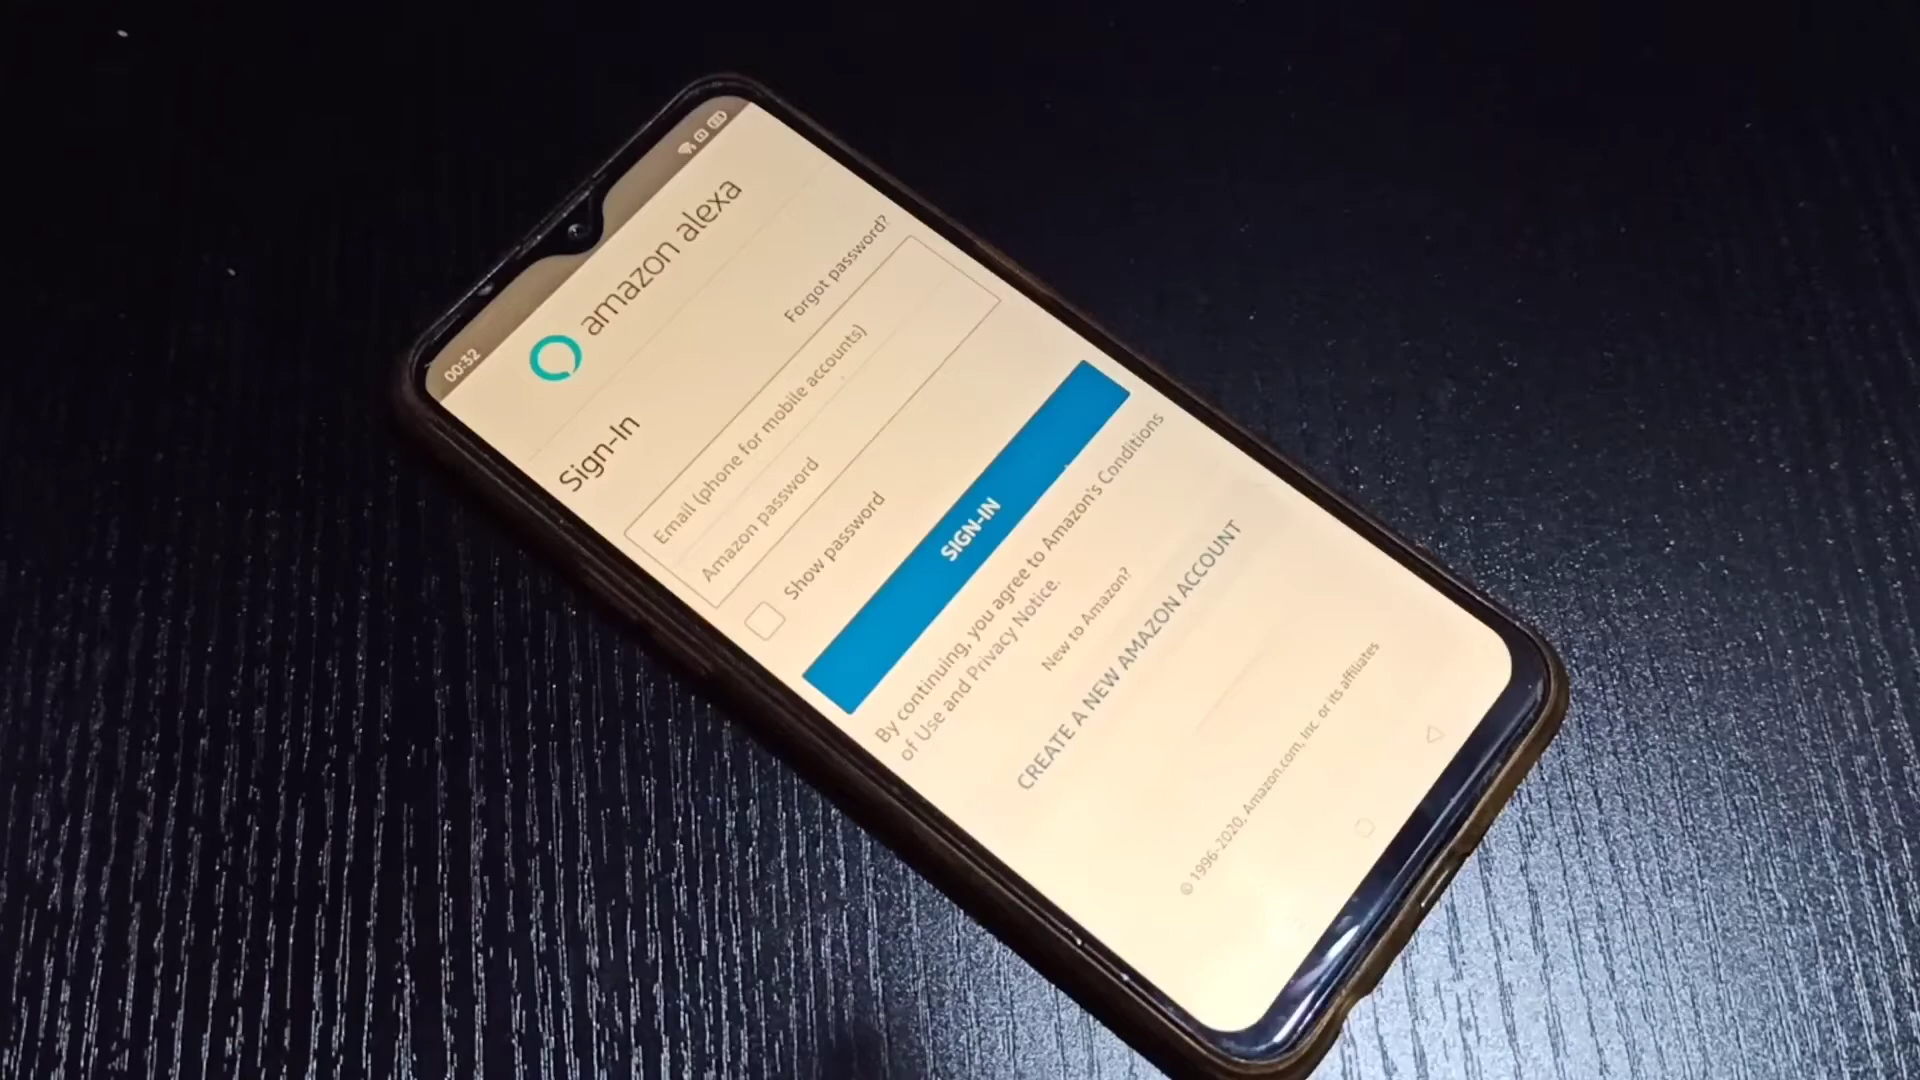 00:32
amazon alexa
Sign-In
Forgot password?
Email (phone for mobile accounts)
Amazon password
Show password
SIGN-IN
By continuing, you agree to Amazon's Conditions
of Use and Privacy Notice.
New to Amazon?
CREATE A NEW AMAZON ACCOUNT
© 1996-2020, Amazon.com, Inc. or its affiliates